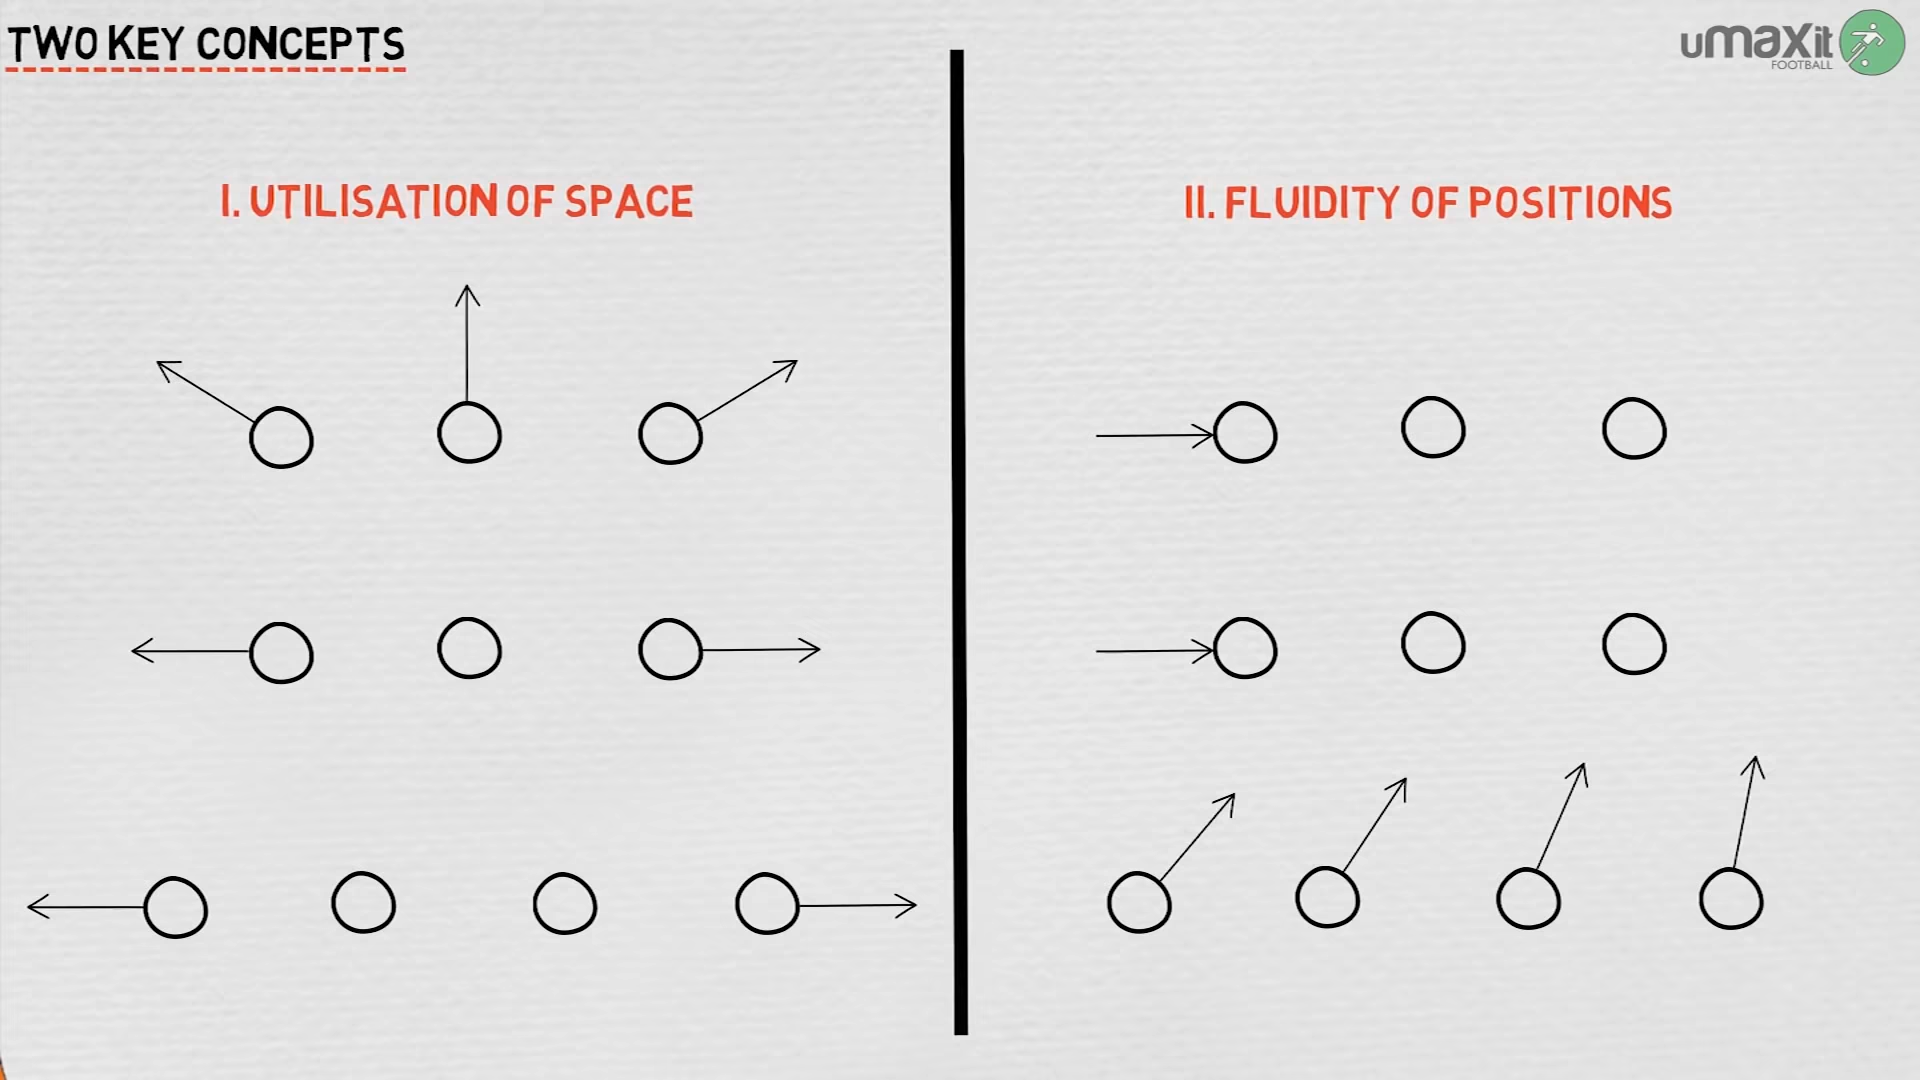 TWO KEY CONCEPTS
umaxit
FOOTBALL
I. UTILISATION OF SPACE
II. FLUIDITY OF POSITIONS